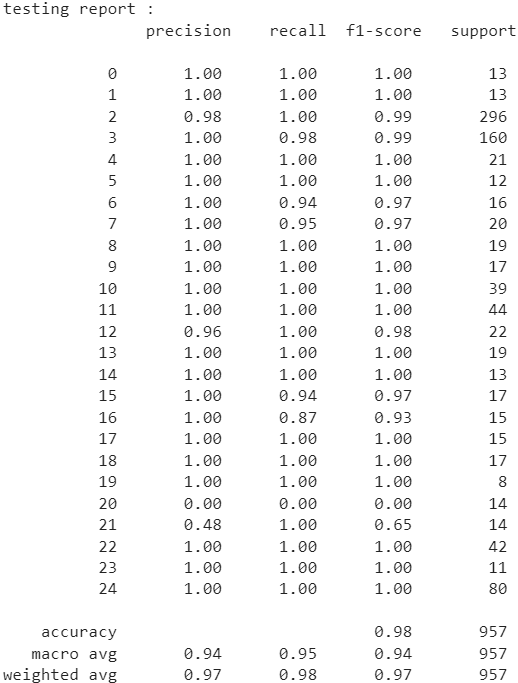 testing report :
precision recall f1-score support
0 1.00 1.00 1.00 13
1 1.00 1.00 1.00 13
2 0.98 1.00 0.99 296
3 1.00 0.98 0.99 160
4 1.00 1.00 1.00 21
5 1.00 1.00 1.00 12
6 1.00 0.94 0.97 16
7 1.00 0.95 0.97 20
8 1.00 1.00 1.00 19
9 1.00 1.00 1.00 17
10 1.00 1.00 1.00 39
11 1.00 1.00 1.00 44
12 0.96 1.00 0.98 22
13 1.00 1.00 1.00 19
14 1.00 1.00 1.00 13
15 1.00 0.94 0.97 17
16 1.00 0.87 0.93 15
17 1.00 1.00 1.00 15
18 1.00 1.00 1.00 17
19 1.00 1.00 1.00 8
20 0.00 0.00 0.00 14
21 0.48 1.00 0.65 14
22 1.00 1.00 1.00 42
23 1.00 1.00 1.00 11
24 1.00 1.00 1.00 80
accuracy 0.98 957
macro avg 0.94 0.95 0.94 957
weighted avg 0.97 0.98 0.97 957